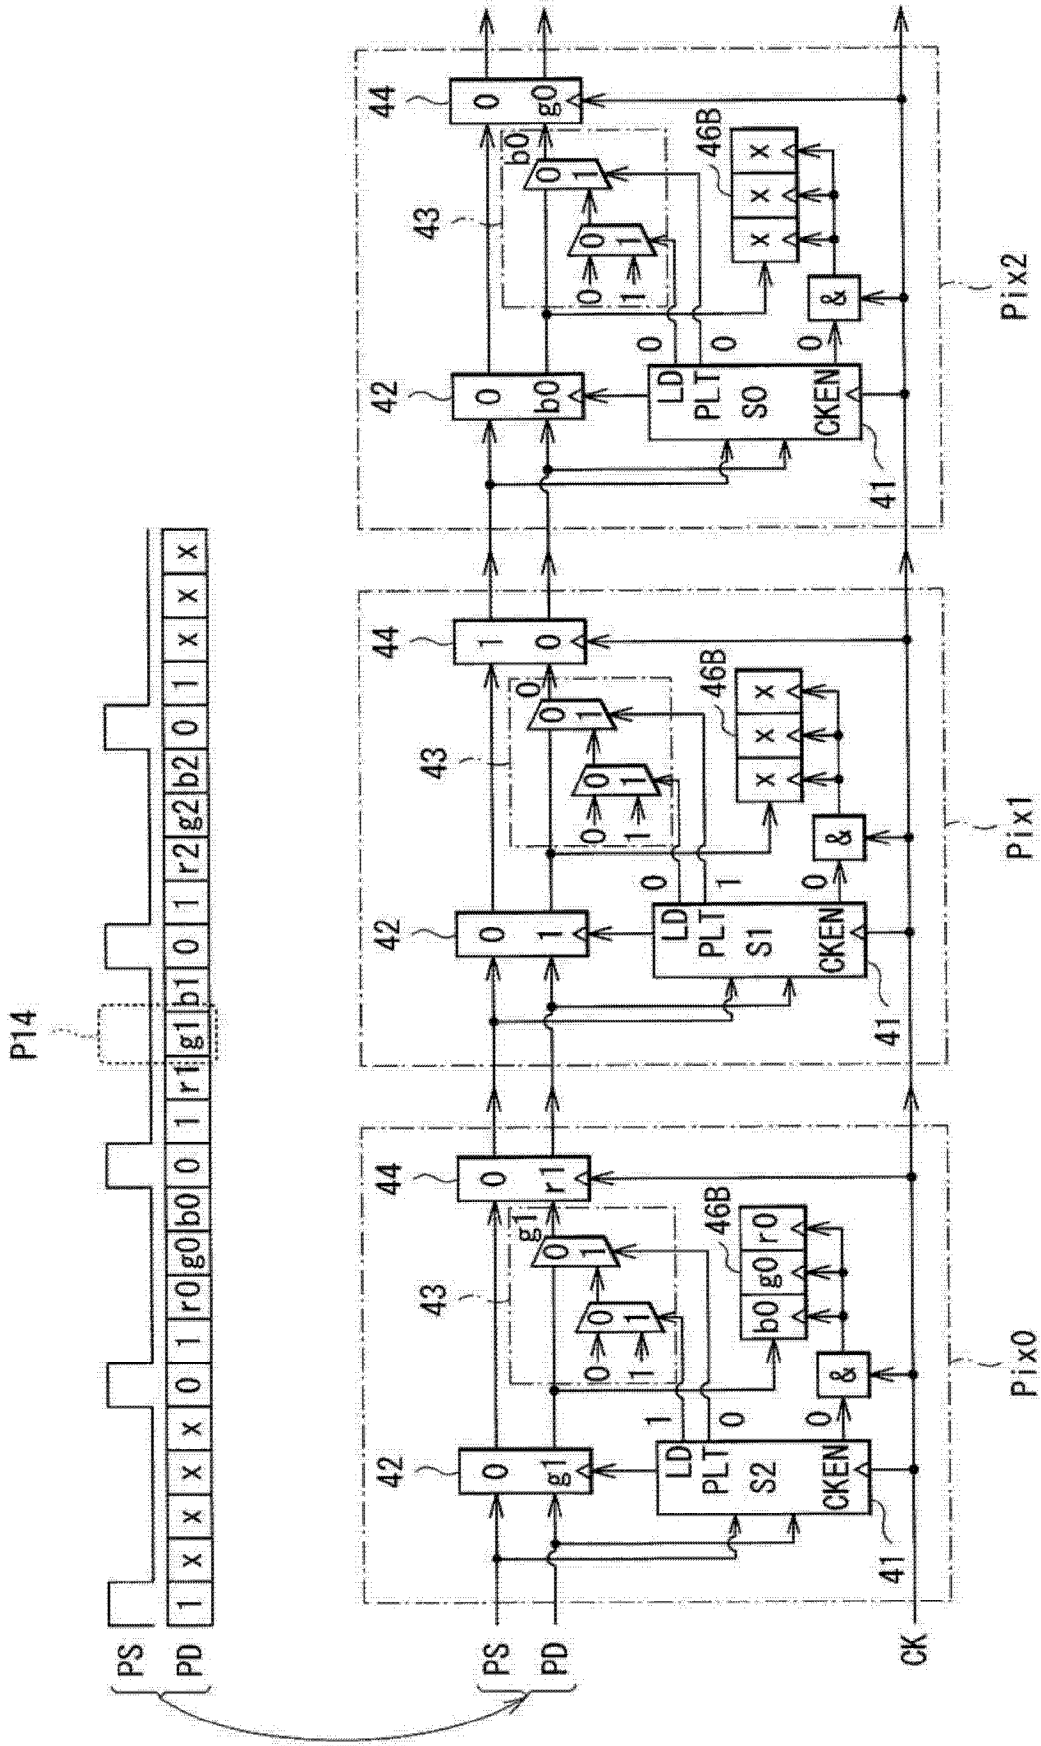 P14
PS
PD 1 x x x x 0 1 r0 g0 b0 0 1 r1 g1 b1 0 1 r2 g2 b2 0 1 x x x
42 43 44 42 43 44 42 43 44
PS 0 0 0 1 0 0
PD g1 g1 r1 1 0 0 b0 b0 g0
0 1 0 1 0 1
0 0 1 0 0 1 0 0 1
1 1 1
LD 1 LD 0 LD 0
PLT 0 PLT 1 PLT 0
46B 46B 46B
S2 b0 g0 r0 S1 x x x S0 x x x
CKEN 0 & CKEN 0 & CKEN 0 &
41 41 41
CK
Pix0 Pix1 Pix2